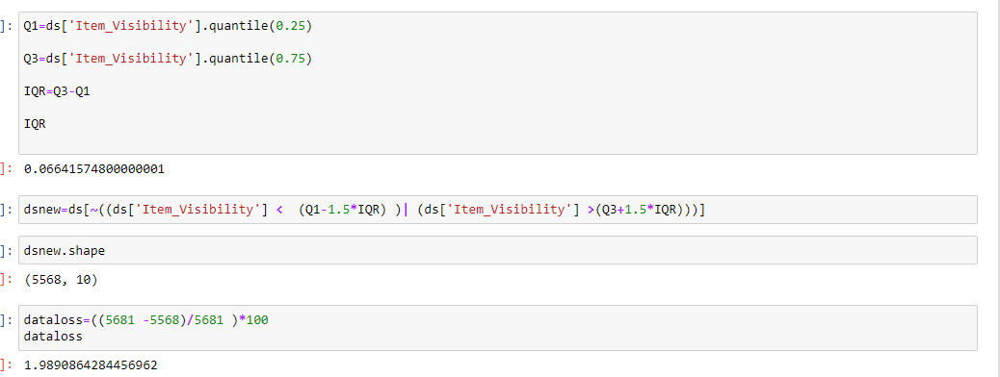 ]: Q1=ds['Item_Visibility'].quantile(0.25)
Q3=ds['Item_Visibility'].quantile(0.75)
IQR=Q3-Q1
IQR
]: 0.06641574800000001
]: dsnew=ds[~((ds['Item_Visibility'] <  (Q1-1.5*IQR) )| (ds['Item_Visibility'] >(Q3+1.5*IQR)))]
]: dsnew.shape
]: (5568, 10)
]: dataloss=((5681 -5568)/5681 )*100
dataloss
]: 1.9890864284456962